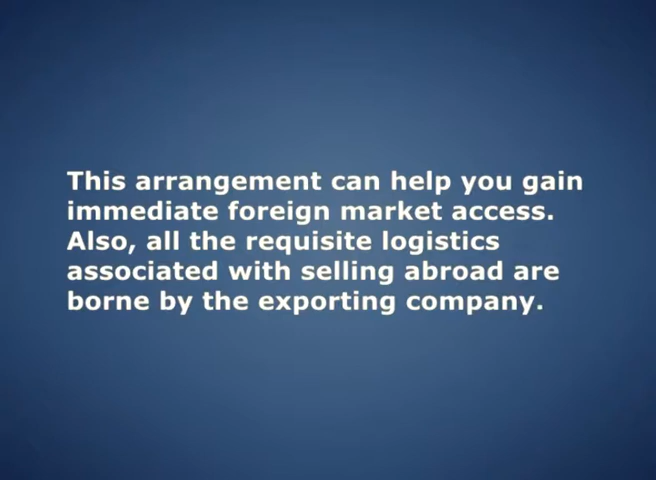 This arrangement can help you gain
immediate foreign market access.
Also, all the requisite logistics
associated with selling abroad are
borne by the exporting company.